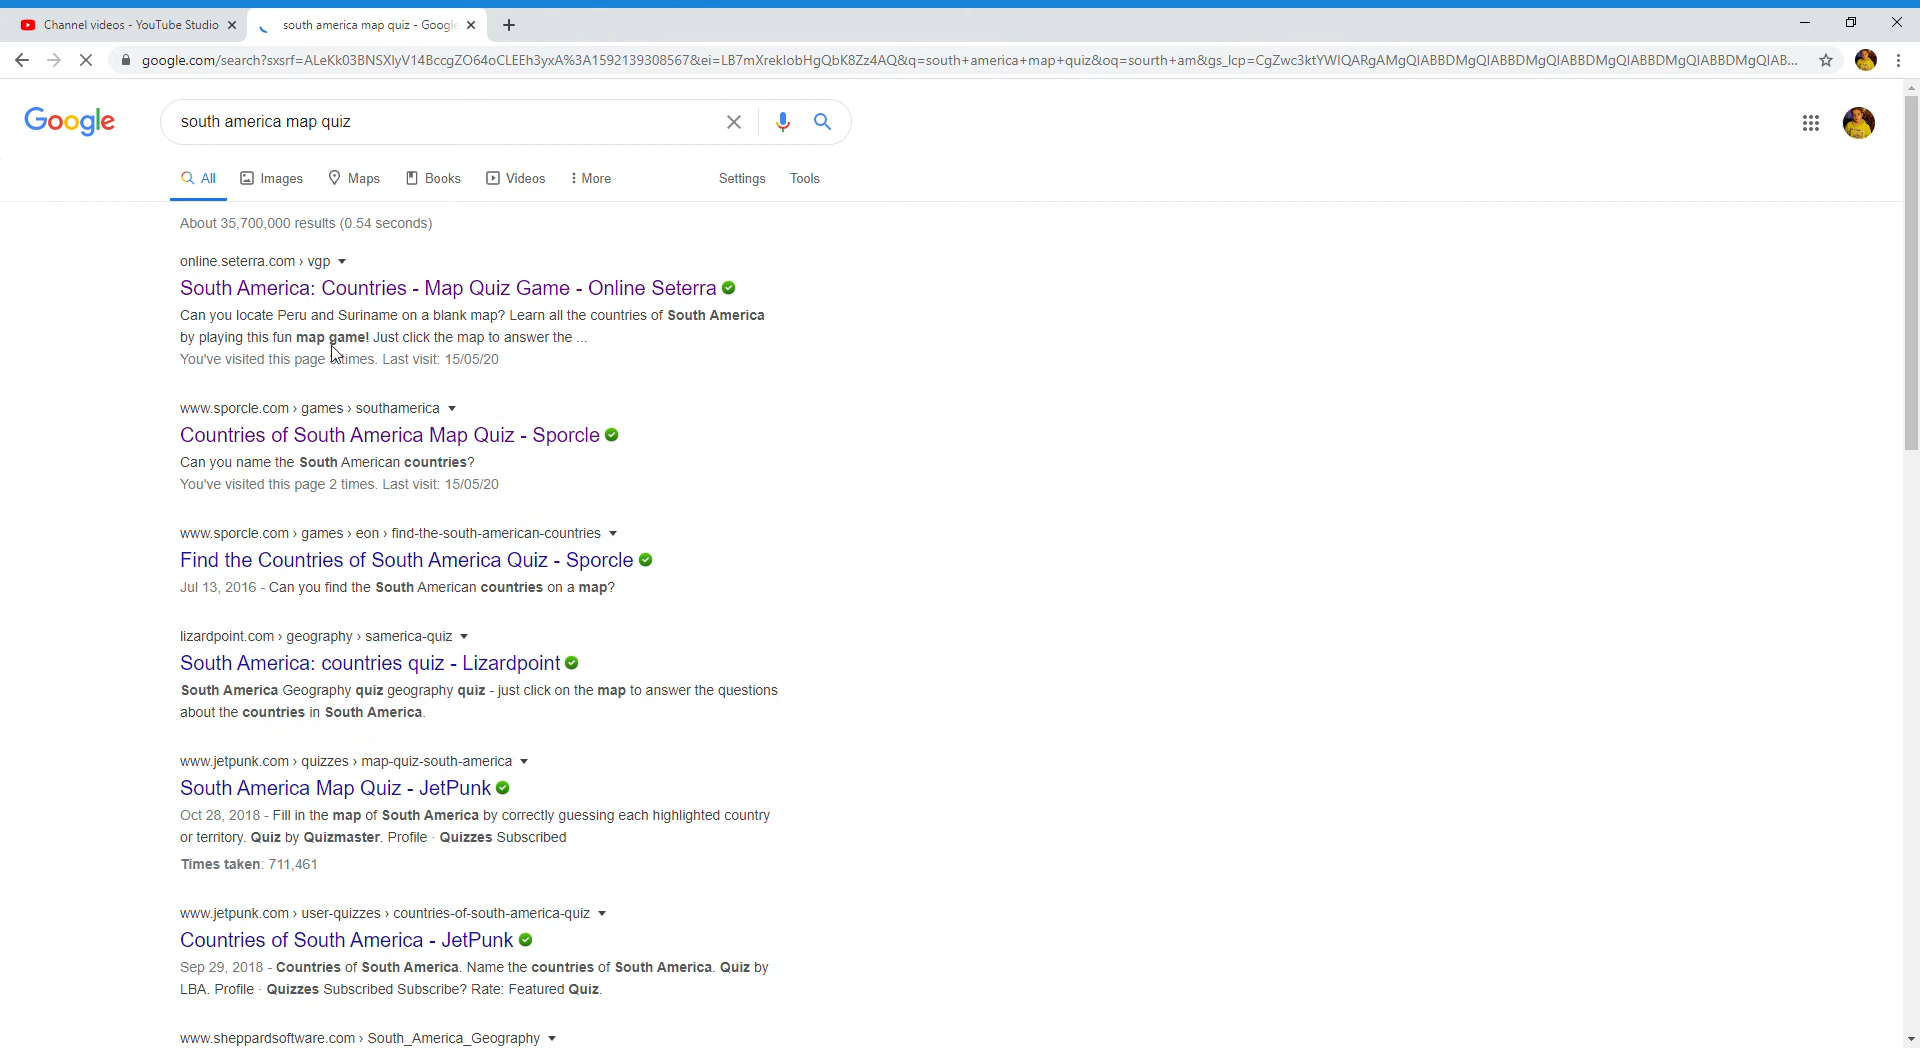 Channel videos - YouTube Studio
south america map quiz - Google
google.com/search?sxsrf=ALeKk03BNSXIyV14BccgZO64oCLEEh3yxA%3A1592139308567&ei=LB7mXreklobHgQbK8Zz4AQ&q=south+america+map+quiz&oq=sourth+am&gs_lcp=CgZwc3ktYWIQARgAMgQIABBDMgQIABBDMgQIABBDMgQIABBDMgQIABBDMgQIAB...
Google
south america map quiz
All Images Maps Books Videos More Settings Tools
About 35,700,000 results (0.54 seconds)
online.seterra.com › vgp
South America: Countries - Map Quiz Game - Online Seterra
Can you locate Peru and Suriname on a blank map? Learn all the countries of South America
by playing this fun map game! Just click the map to answer the ...
You've visited this page times. Last visit: 15/05/20
www.sporcle.com › games › southamerica
Countries of South America Map Quiz - Sporcle
Can you name the South American countries?
You've visited this page 2 times. Last visit: 15/05/20
www.sporcle.com › games › eon › find-the-south-american-countries
Find the Countries of South America Quiz - Sporcle
Jul 13, 2016 - Can you find the South American countries on a map?
lizardpoint.com › geography › samerica-quiz
South America: countries quiz - Lizardpoint
South America Geography quiz geography quiz - just click on the map to answer the questions
about the countries in South America.
www.jetpunk.com › quizzes › map-quiz-south-america
South America Map Quiz - JetPunk
Oct 28, 2018 - Fill in the map of South America by correctly guessing each highlighted country
or territory. Quiz by Quizmaster. Profile · Quizzes Subscribed
Times taken: 711,461
www.jetpunk.com › user-quizzes › countries-of-south-america-quiz
Countries of South America - JetPunk
Sep 29, 2018 - Countries of South America. Name the countries of South America. Quiz by
LBA. Profile · Quizzes Subscribed Subscribe? Rate: Featured Quiz.
www.sheppardsoftware.com › South_America_Geography